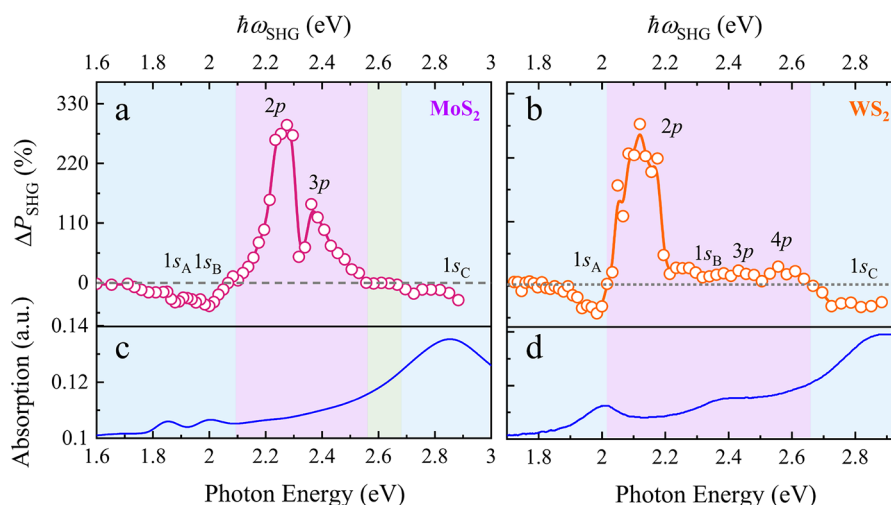 ħω_SHG (eV) ħω_SHG (eV)
1.6 1.8 2 2.2 2.4 2.6 2.8 3 1.8 2 2.2 2.4 2.6 2.8
a 2p MoS₂ b 2p WS₂
330
220
110
0
ΔP_SHG (%)
3p
1s_A 1s_B 1s_C
1s_A 1s_B 3p 4p 1s_C
0.14
c d
0.12
0.1
Absorption (a.u.)
1.6 1.8 2 2.2 2.4 2.6 2.8 3 1.8 2 2.2 2.4 2.6 2.8
Photon Energy (eV) Photon Energy (eV)